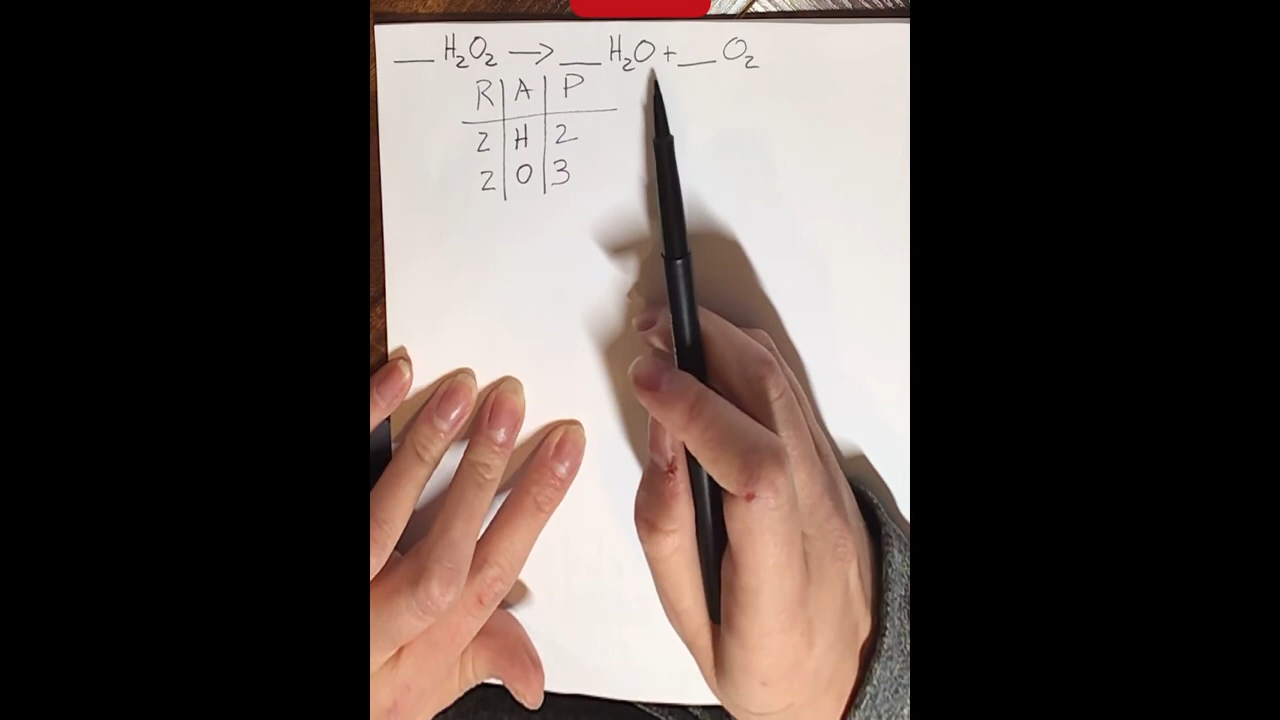 __ H₂O₂ → __ H₂O + __ O₂
R A P
2 H 2
2 O 3